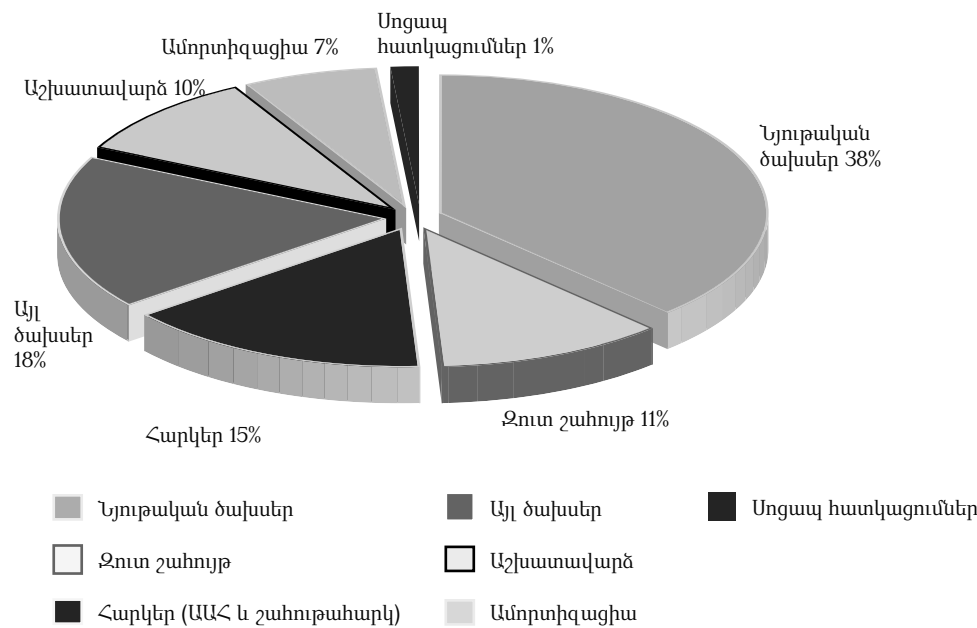 Սոցապ
հատկացումներ 1%
Ամորտիզացիա 7%
Աշխատավարձ 10%
Նյութական
ծախսեր 38%
Այլ
ծախսեր
18%
Զուտ շահույթ 11%
Հարկեր 15%
Նյութական ծախսեր
Այլ ծախսեր
Սոցապ հատկացումներ
Զուտ շահույթ
Աշխատավարձ
Հարկեր (ԱԱՀ և շահութահարկ)
Ամորտիզացիա